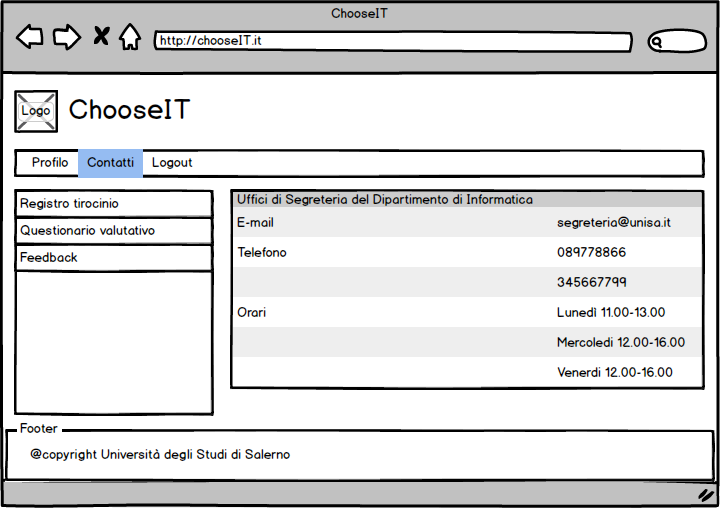 ChooseIT
http://chooseIT.it
Logo
ChooseIT
Profilo Contatti Logout
Registro tirocinio
Questionario valutativo
Feedback
Uffici di Segreteria del Dipartimento di Informatica
E-mail segreteria@unisa.it
Telefono 089778866
345667799
Orari Lunedì 11.00-13.00
Mercoledi 12.00-16.00
Venerdi 12.00-16.00
Footer
@copyright Università degli Studi di Salerno